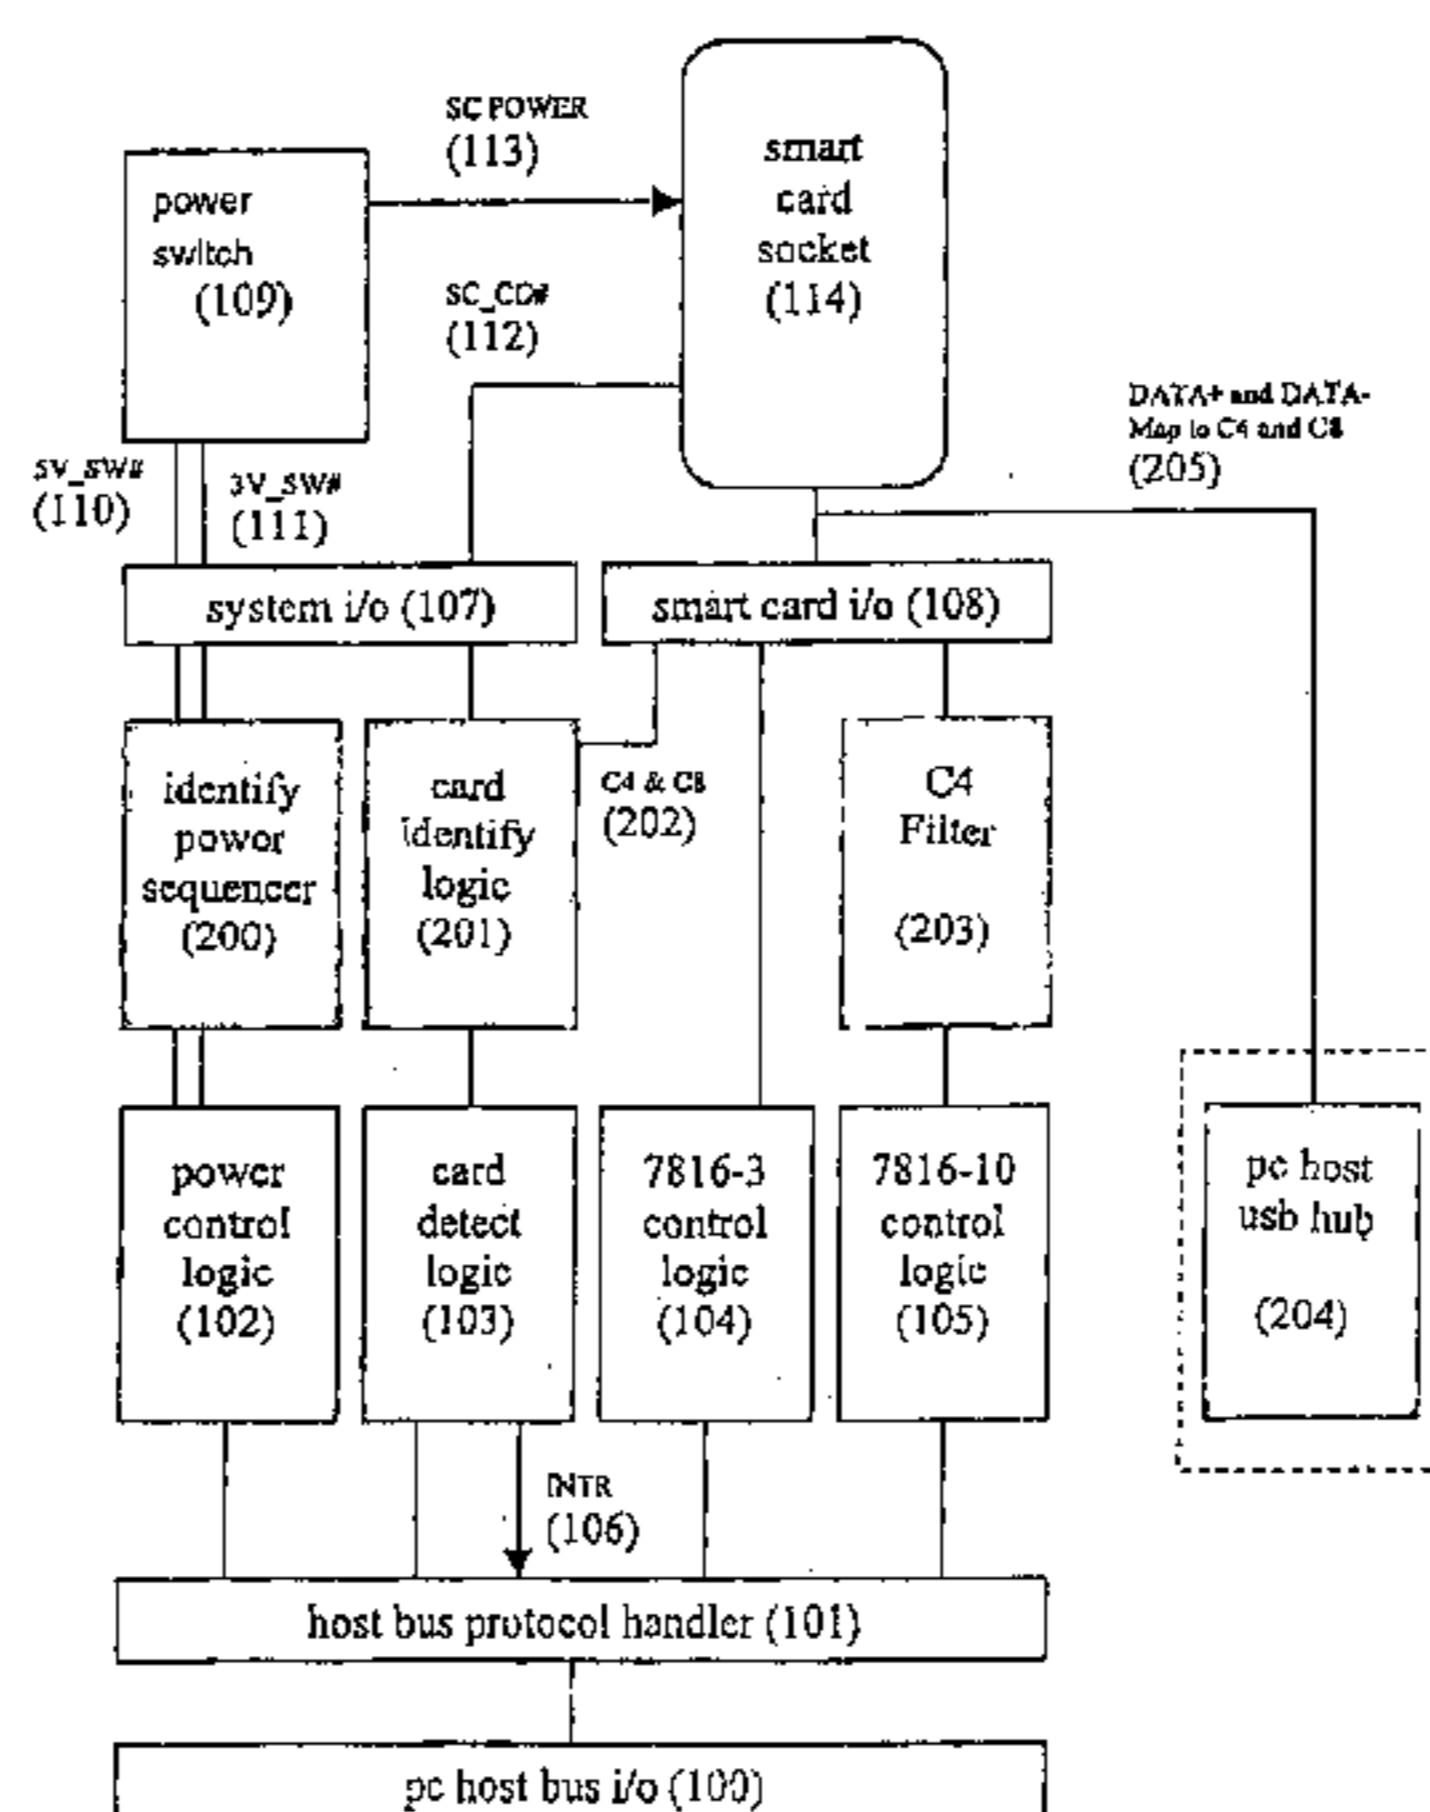 SC POWER
(113)
smart
card
socket
(114)
power
switch
(109)
SC_CD#
(112)
DATA+ and DATA-
Map to C4 and C8
(205)
5V_SW#
(110)
3V_SW#
(111)
system i/o (107)
smart card i/o (108)
identify
power
sequencer
(200)
card
identify
logic
(201)
C4 & C8
(202)
C4
Filter
(203)
power
control
logic
(102)
card
detect
logic
(103)
7816-3
control
logic
(104)
7816-10
control
logic
(105)
pc host
usb hub
(204)
INTR
(106)
host bus protocol handler (101)
pc host bus i/o (100)